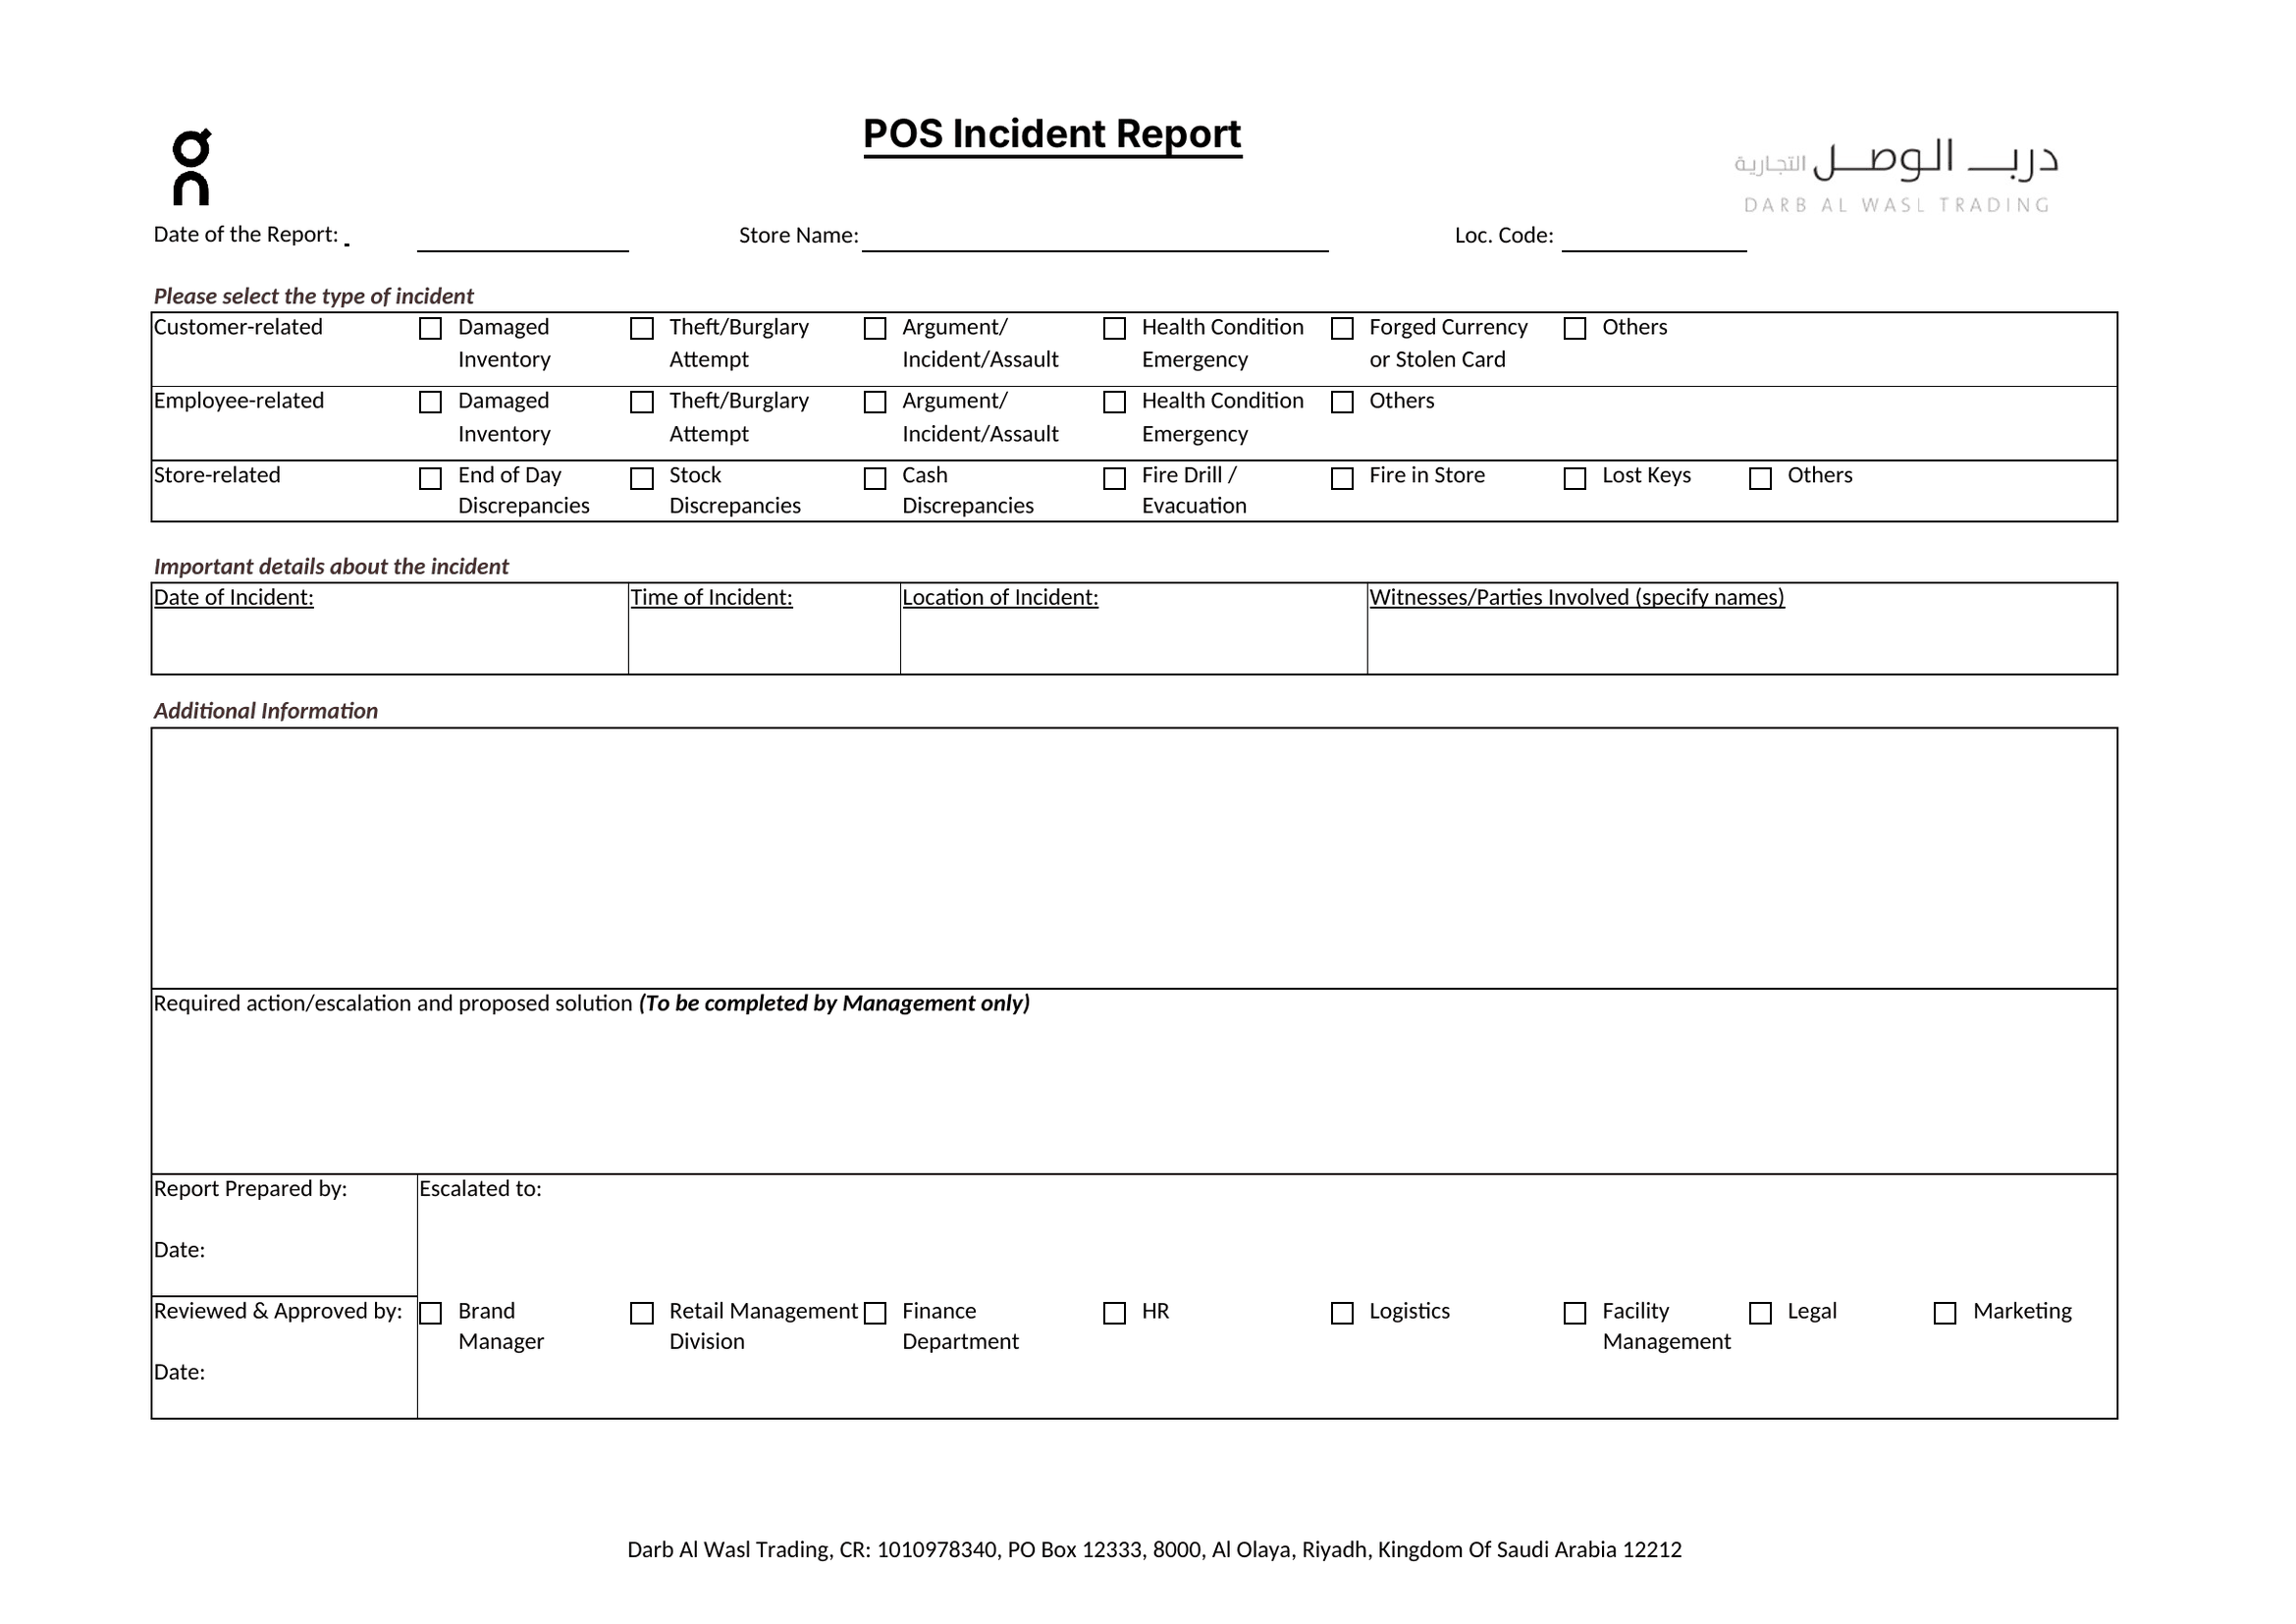 on
POS Incident Report
درب الوصل التجارية
DARB AL WASL TRADING
Date of the Report: _ Store Name: Loc. Code:
Please select the type of incident
Customer-related ☐ Damaged Inventory ☐ Theft/Burglary Attempt ☐ Argument/ Incident/Assault ☐ Health Condition Emergency ☐ Forged Currency or Stolen Card ☐ Others
Employee-related ☐ Damaged Inventory ☐ Theft/Burglary Attempt ☐ Argument/ Incident/Assault ☐ Health Condition Emergency ☐ Others
Store-related ☐ End of Day Discrepancies ☐ Stock Discrepancies ☐ Cash Discrepancies ☐ Fire Drill / Evacuation ☐ Fire in Store ☐ Lost Keys ☐ Others
Important details about the incident
Date of Incident: Time of Incident: Location of Incident: Witnesses/Parties Involved (specify names)
Additional Information
Required action/escalation and proposed solution (To be completed by Management only)
Report Prepared by:
Date:
Escalated to:
Reviewed & Approved by:
Date:
☐ Brand Manager ☐ Retail Management Division ☐ Finance Department ☐ HR ☐ Logistics ☐ Facility Management ☐ Legal ☐ Marketing
Darb Al Wasl Trading, CR: 1010978340, PO Box 12333, 8000, Al Olaya, Riyadh, Kingdom Of Saudi Arabia 12212